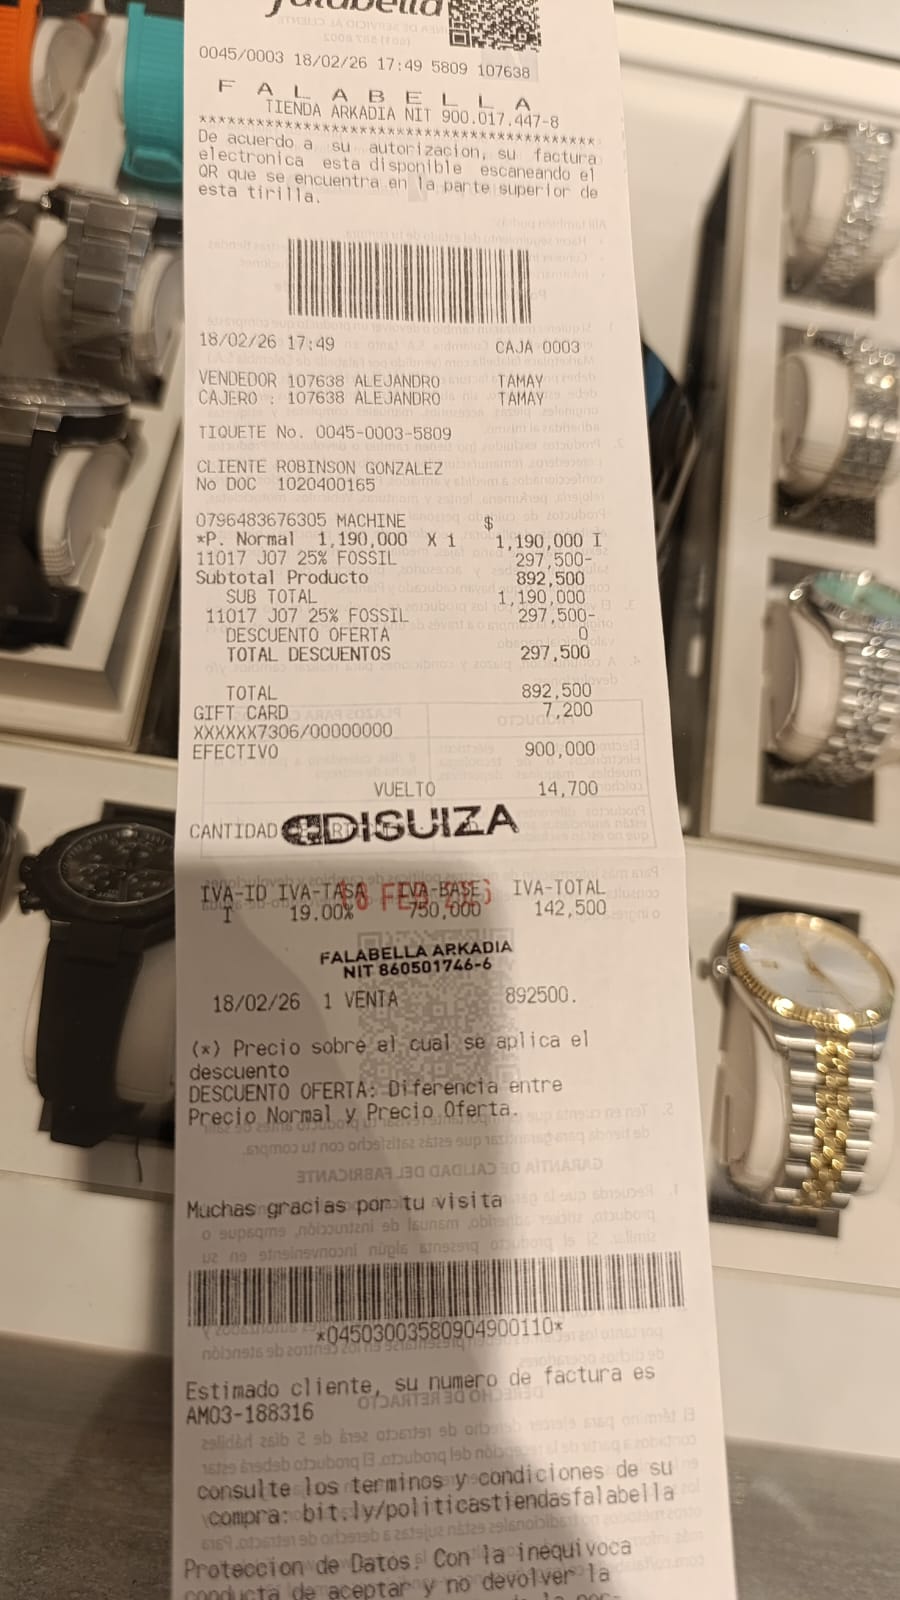 falabella
0045/0003 18/02/26 17:49 5809 107638
F A L A B E L L A
TIENDA ARKADIA NIT 900.017.447-8
******************************************
De acuerdo a su autorizacion, su factura
electronica esta disponible escaneando el
QR que se encuentra en la parte superior de
esta tirilla.
18/02/26 17:49 CAJA 0003
VENDEDOR 107638 ALEJANDRO TAMAY
CAJERO : 107638 ALEJANDRO TAMAY
TIQUETE No. 0045-0003-5809
CLIENTE ROBINSON GONZALEZ
No DOC 1020400165
0796483676305 MACHINE $
*P. Normal 1,190,000 X 1 1,190,000 I
11017 J07 25% FOSSIL 297,500-
Subtotal Producto 892,500
SUB TOTAL 1,190,000
11017 J07 25% FOSSIL 297,500-
DESCUENTO OFERTA 0
TOTAL DESCUENTOS 297,500
TOTAL 892,500
GIFT CARD 7,200
XXXXXX7306/00000000
EFECTIVO 900,000
VUELTO 14,700
CANTIDAD DISUIZA
IVA-ID IVA-TASA IVA-BASE IVA-TOTAL
I 19.00% 750,000 142,500
FALABELLA ARKADIA
NIT 860501746-6
18/02/26 1 VENTA 892500.
(*) Precio sobre el cual se aplica el
descuento
DESCUENTO OFERTA: Diferencia entre
Precio Normal y Precio Oferta.
Muchas gracias por tu visita
*04503003580904900110*
Estimado cliente, su numero de factura es
AMO3-188316
consulte los terminos y condiciones de su
compra: bit.ly/politicastiendasfalabella
Proteccion de Datos. Con la inequivoca
conducta de aceptar y no devolver la